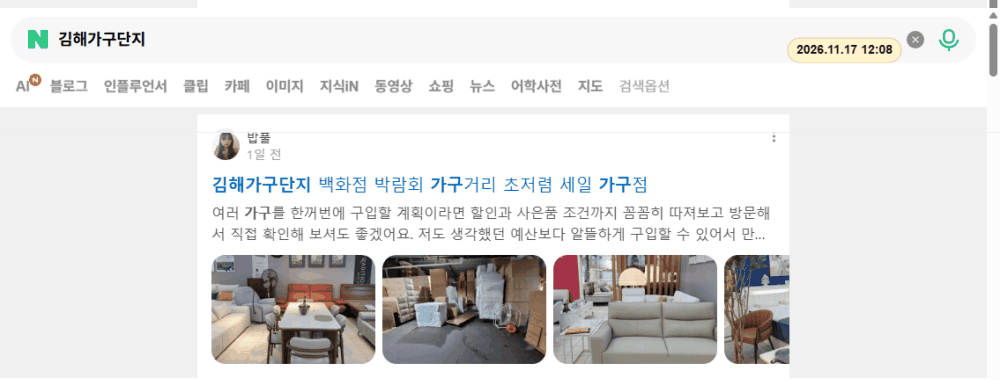 김해가구단지
2026.11.17 12:08
AI N 블로그 인플루언서 클립 카페 이미지 지식iN 동영상 쇼핑 뉴스 어학사전 지도 검색옵션
밥풀
1일 전
김해가구단지 백화점 박람회 가구거리 초저렴 세일 가구점
여러 가구를 한꺼번에 구입할 계획이라면 할인과 사은품 조건까지 꼼꼼히 따져보고 방문해
서 직접 확인해 보셔도 좋겠어요. 저도 생각했던 예산보다 알뜰하게 구입할 수 있어서 만...